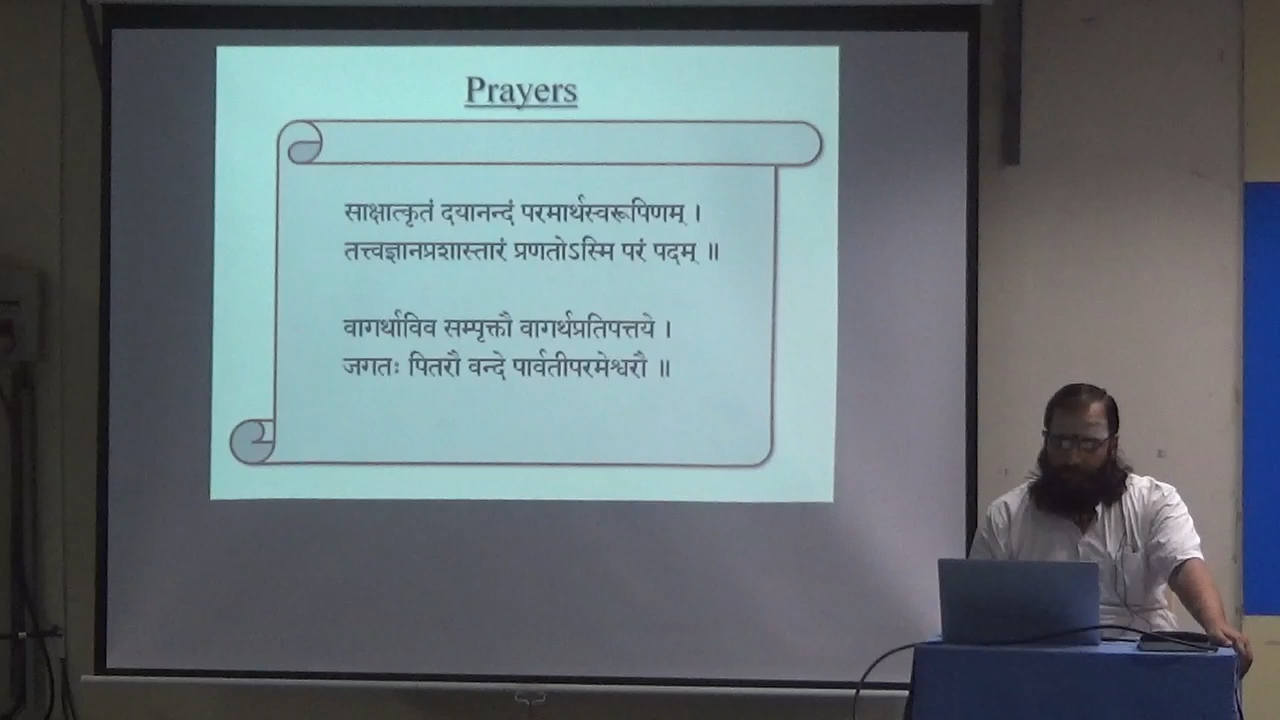 Prayers
साक्षात्कृतं दयानन्दं परमार्थस्वरूपिणम् ।
तत्त्वज्ञानप्रशास्तारं प्रणतोऽस्मि परं पदम् ॥
वागर्थाविव सम्पृक्तौ वागर्थप्रतिपत्तये ।
जगतः पितरौ वन्दे पार्वतीपरमेश्वरौ ॥